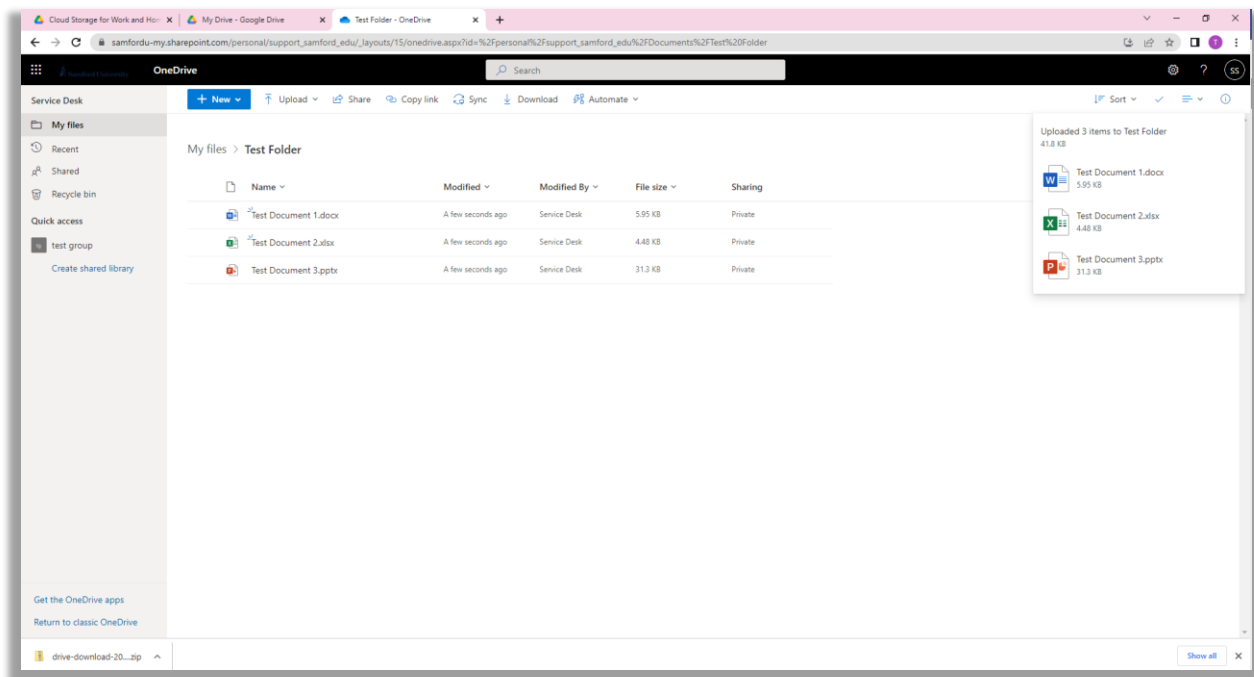 Cloud Storage for Work and Hom
My Drive - Google Drive
Test Folder - OneDrive
samfordu-my.sharepoint.com/personal/support_samford_edu/_layouts/15/onedrive.aspx?id=%2Fpersonal%2Fsupport_samford_edu%2FDocuments%2FTest%20Folder
T
Samford University
OneDrive
Search
?
SS
Service Desk
+ New
Upload
Share
Copy link
Sync
Download
Automate
Sort
My files
Recent
Shared
Recycle bin
Quick access
test group
Create shared library
Get the OneDrive apps
Return to classic OneDrive
My files > Test Folder
Name Modified Modified By File size Sharing
Test Document 1.docx A few seconds ago Service Desk 5.95 KB Private
Test Document 2.xlsx A few seconds ago Service Desk 4.48 KB Private
Test Document 3.pptx A few seconds ago Service Desk 31.3 KB Private
Uploaded 3 items to Test Folder
41.8 KB
Test Document 1.docx
5.95 KB
Test Document 2.xlsx
4.48 KB
Test Document 3.pptx
31.3 KB
drive-download-20....zip
Show all